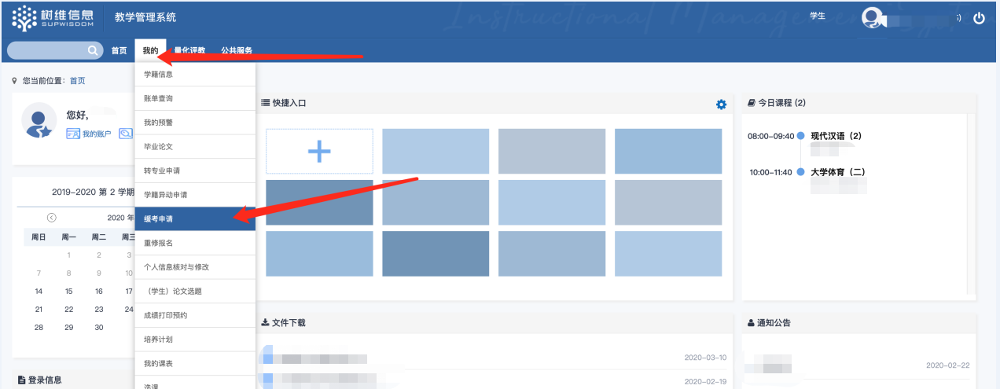 树维信息
SUPWISDOM
教学管理系统
Instructional Management System
学生
首页
我的
量化评教
公共服务
您当前位置：首页
学籍信息
账单查询
我的预警
毕业论文
转专业申请
学籍异动申请
缓考申请
重修报名
个人信息核对与修改
（学生）论文选题
成绩打印预约
培养计划
我的课表
选课
您好,
我的账户
2019-2020 第 2 学期
2020 年
周日 周一 周二 周三
1 2 3
7 8 9 10
14 15 16 17
21 22 23 24
28 29 30
登录信息
快捷入口
今日课程 (2)
08:00-09:40 现代汉语（2）
10:00-11:40 大学体育（二）
文件下载
2020-03-10
2020-02-19
通知公告
2020-02-22